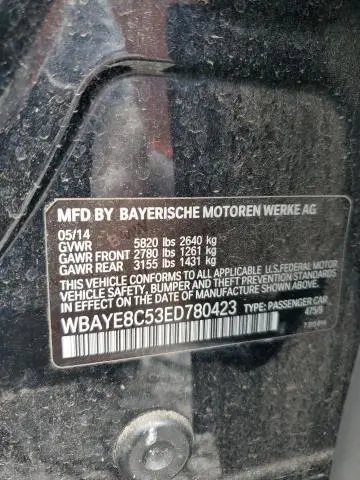 MFD BY BAYERISCHE MOTOREN WERKE AG
05/14
GVWR 5820 lbs 2640 kg
GAWR FRONT 2780 lbs 1261 kg
GAWR REAR 3155 lbs 1431 kg
THIS VEHICLE CONFORMS TO ALL APPLICABLE U.S. FEDERAL MOTOR
VEHICLE SAFETY, BUMPER, AND THEFT PREVENTION STANDARDS
IN EFFECT ON THE DATE OF MANUFACTURE SHOWN ABOVE.
WBAYE8C53ED780423 TYPE: PASSENGER CAR
475/8